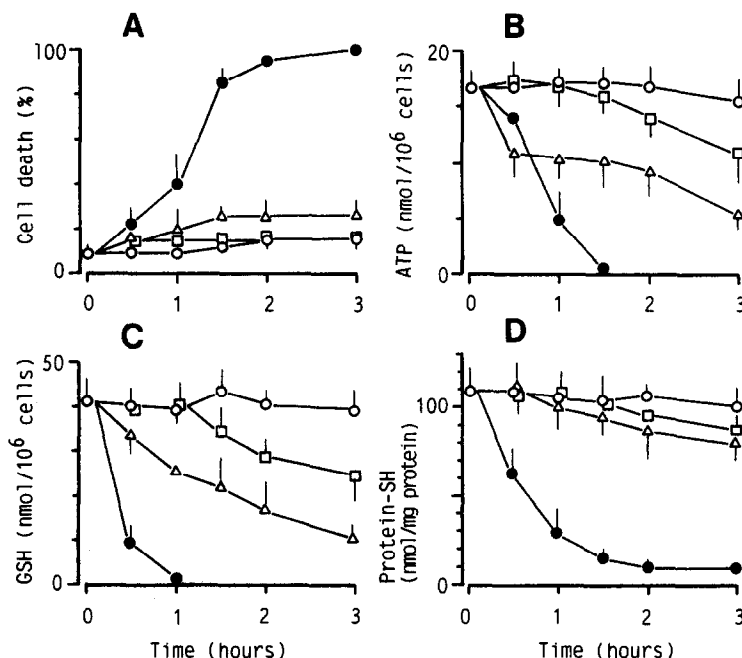 A
B
100
0
Cell death (%)
0
1
2
3
20
10
0
ATP (nmol/10⁶ cells)
0
1
2
3
C
D
50
0
GSH (nmol/10⁶ cells)
0
1
2
3
Time (hours)
100
0
Protein-SH
(nmol/mg protein)
0
1
2
3
Time (hours)